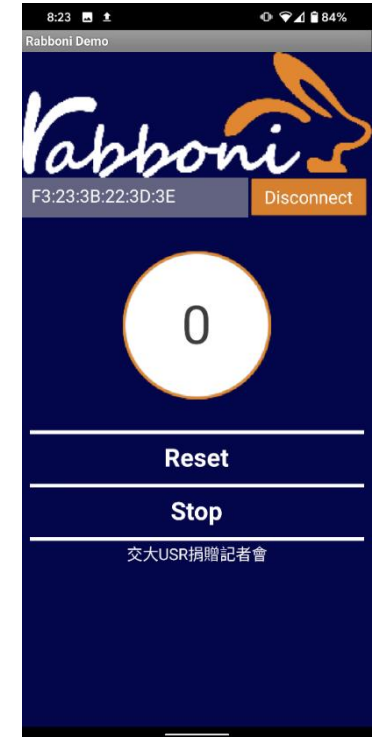 8:23 84%
Rabboni Demo
rabboni
F3:23:3B:22:3D:3E Disconnect
0
Reset
Stop
交大USR捐贈記者會